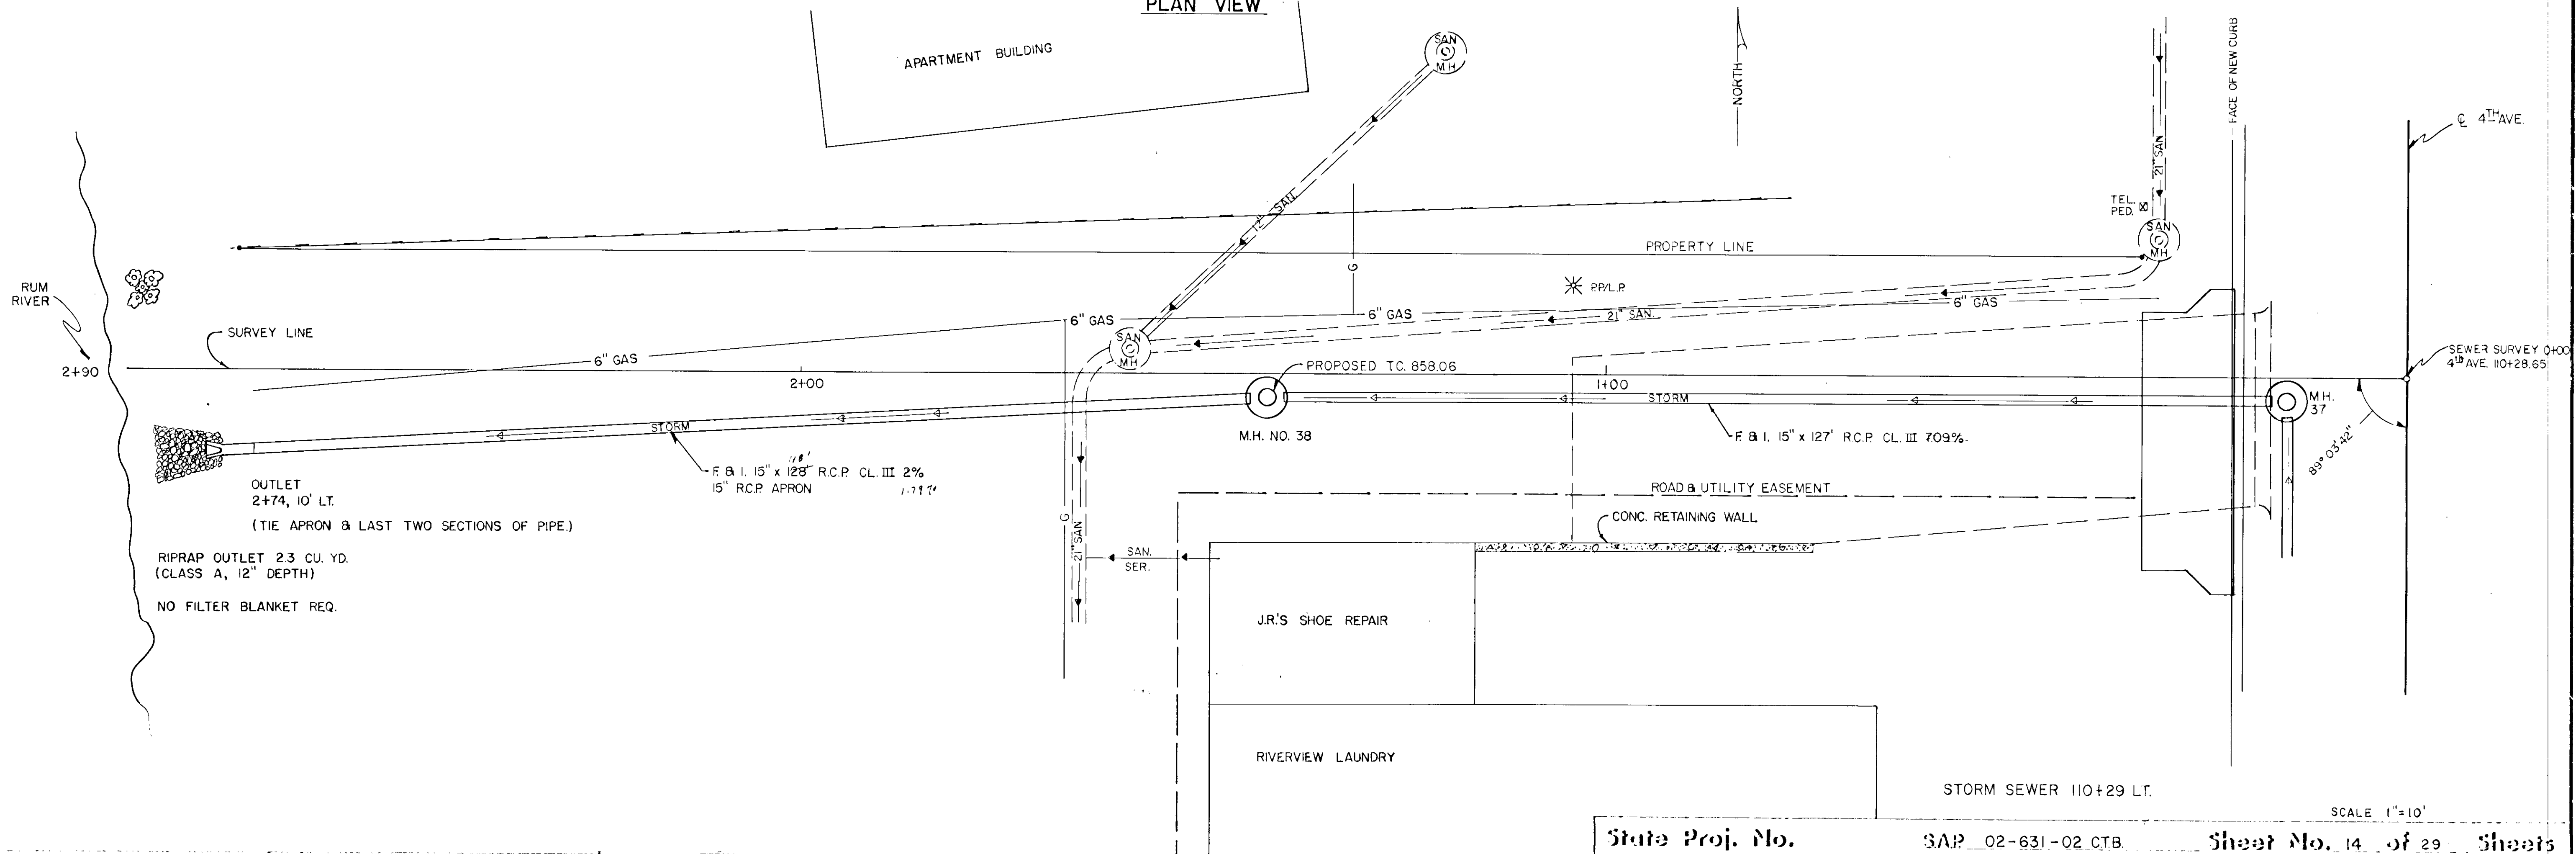 PLAN VIEW
APARTMENT BUILDING
SAN
MH
NORTH
21" SAN
FACE OF NEW CURB
℄ 4TH AVE.
TEL.
PED.
SAN
MH
SAN.
PROPERTY LINE
G
P.P/L.P.
RUM
RIVER
SURVEY LINE
2+90
6" GAS
6" GAS
6" GAS
21" SAN.
6" GAS
SAN
MH
2+00
PROPOSED T.C. 858.06
1+00
SEWER SURVEY 0+00
4TH AVE. 110+28.65
STORM
M.H.
37
89° 03' 42"
STORM
M.H. NO. 38
F. & I. 15" x 127' R.C.P. CL. III 7.09%
118'
F. & I. 15" x 128' R.C.P. CL. III 2%
15" R.C.P. APRON
OUTLET
2+74, 10' LT.
(TIE APRON & LAST TWO SECTIONS OF PIPE.)
ROAD & UTILITY EASEMENT
CONC. RETAINING WALL
G
21" SAN
SAN.
SER.
RIPRAP OUTLET 2.3 CU. YD.
(CLASS A, 12" DEPTH)
NO FILTER BLANKET REQ.
J.R.'S SHOE REPAIR
RIVERVIEW LAUNDRY
STORM SEWER 110+29 LT.
SCALE 1"=10'
State Proj. No. S.A.P. 02-631-02 C.T.B. Sheet No. 14 of 29 Sheets